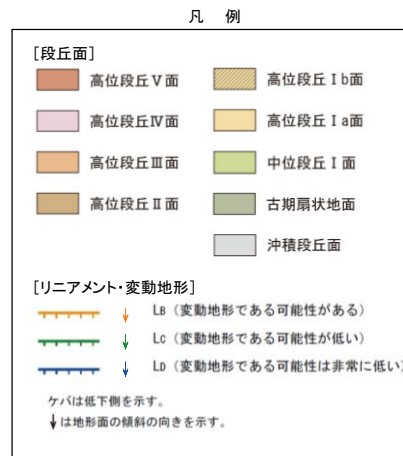 凡 例
[段丘面]
高位段丘Ⅴ面
高位段丘Ⅳ面
高位段丘Ⅲ面
高位段丘Ⅱ面
高位段丘Ⅰb面
高位段丘Ⅰa面
中位段丘Ⅰ面
古期扇状地面
沖積段丘面
[リニアメント・変動地形]
LB (変動地形である可能性がある)
LC (変動地形である可能性が低い)
LD (変動地形である可能性は非常に低い)
ケバは低下側を示す。
↓は地形面の傾斜の向きを示す。